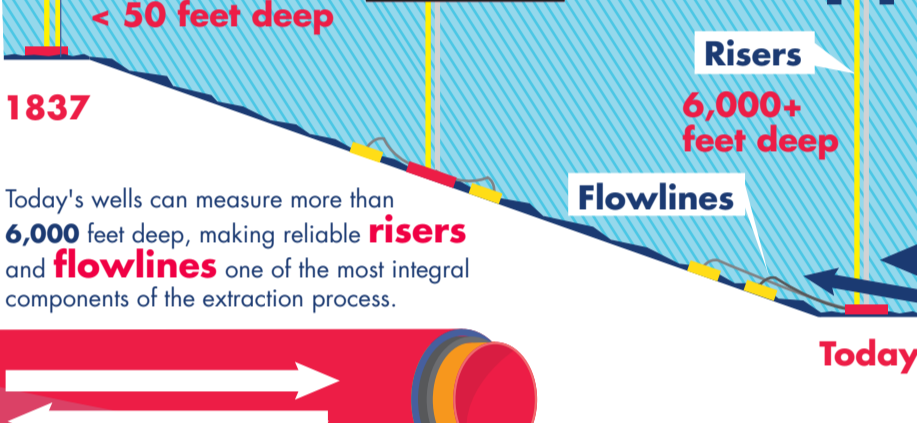 < 50 feet deep
1837
Risers
6,000+
feet deep
Flowlines
Today's wells can measure more than
6,000 feet deep, making reliable risers
and flowlines one of the most integral
components of the extraction process.
Today